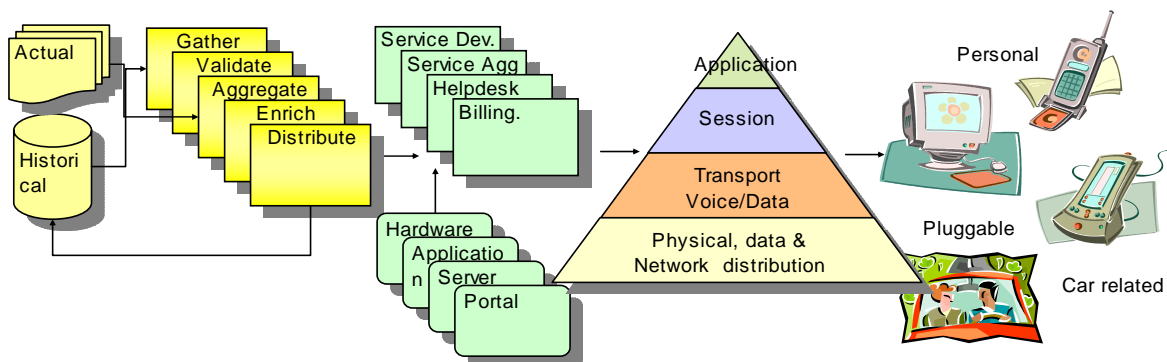 Actual
Histori
cal
Gather
Validate
Aggregate
Enrich
Distribute
Service Dev.
Service Agg
Helpdesk
Billing.
Hardware
Applicatio
n
Server
Portal
Application
Session
Transport
Voice/Data
Physical, data &
Network distribution
Personal
Pluggable
Car related